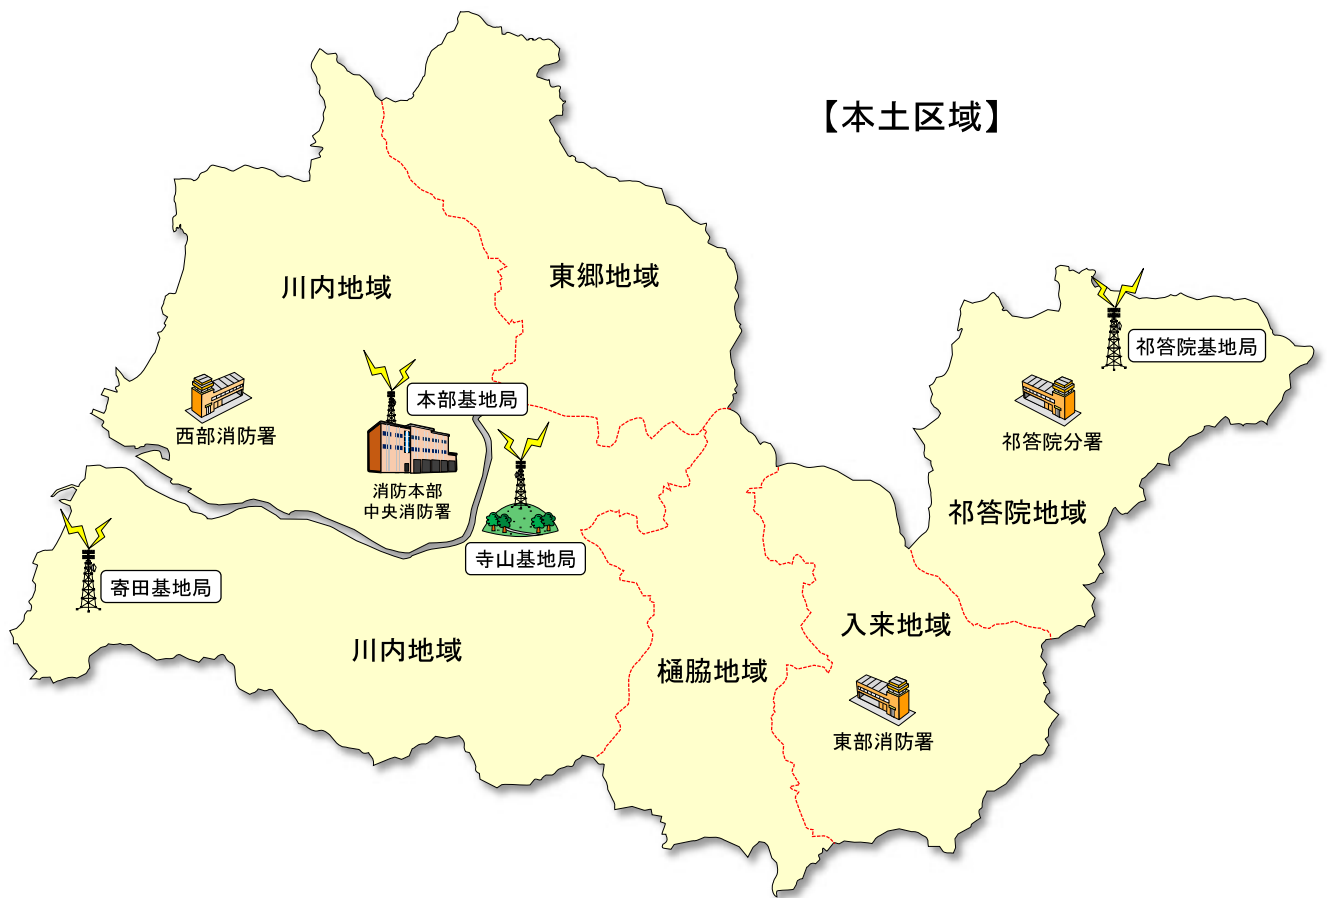 【本土区域】
東郷地域
川内地域
祁答院基地局
本部基地局
西部消防署
祁答院分署
消防本部
中央消防署
祁答院地域
寺山基地局
寄田基地局
入来地域
川内地域
樋脇地域
東部消防署